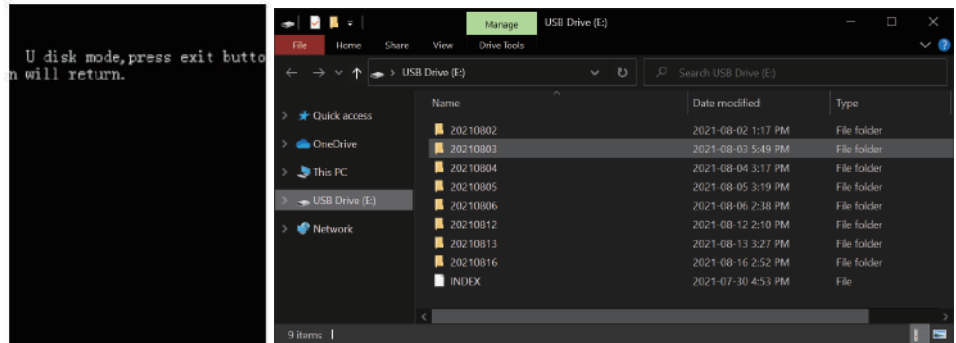 U disk mode,press exit butto
n will return.
Manage
USB Drive (E:)
File
Home
Share
View
Drive Tools
USB Drive (E:)
Search USB Drive (E:)
Quick access
OneDrive
This PC
USB Drive (E:)
Network
Name Date modified Type
20210802 2021-08-02 1:17 PM File folder
20210803 2021-08-03 5:49 PM File folder
20210804 2021-08-04 3:17 PM File folder
20210805 2021-08-05 3:19 PM File folder
20210806 2021-08-06 2:38 PM File folder
20210812 2021-08-12 2:10 PM File folder
20210813 2021-08-13 3:27 PM File folder
20210816 2021-08-16 2:52 PM File folder
INDEX 2021-07-30 4:53 PM File
9 items